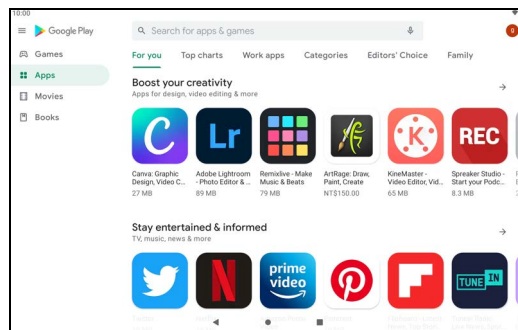 10:00
Google Play
Search for apps & games
Games
Apps
Movies
Books
For you Top charts Work apps Categories Editors' Choice Family
Boost your creativity
Apps for design, video editing & more
C Lr REC
Canva: Graphic Adobe Lightroom Remixlive - Make ArtRage: Draw, KineMaster - Spreaker Studio -
Design, Video C... - Photo Editor & ... Music & Beats Paint, Create Video Editor, Vid... Start your Podc...
27 MB 89 MB 79 MB NT$150.00 65 MB 8.3 MB
Stay entertained & informed
TV, music, news & more
prime
video
TUNE IN